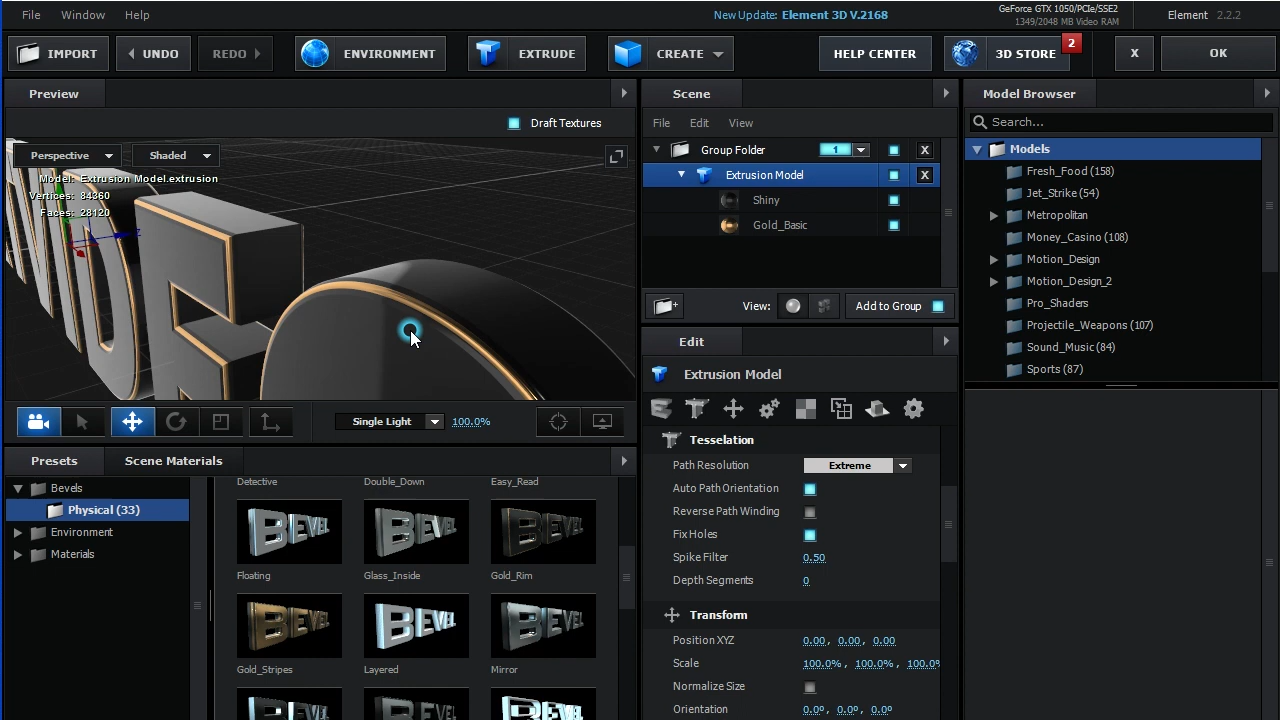 File Window Help
New Update: Element 3D V.2168
GeForce GTX 1050/PCIe/SSE2
1349/2048 MB Video RAM
Element 2.2.2
IMPORT UNDO REDO ENVIRONMENT EXTRUDE CREATE HELP CENTER 3D STORE 2 X OK
Preview
Draft Textures
Perspective Shaded
Model: Extrusion Model.extrusion
Vertices: 84360
Faces: 28120
Single Light 100.0%
Presets Scene Materials
Bevels
Physical (33)
Environment
Materials
Detective Double_Down Easy_Read
BEVEL BEVEL BEVEL
Floating Glass_Inside Gold_Rim
BEVEL BEVEL BEVEL
Gold_Stripes Layered Mirror
Scene
File Edit View
Group Folder 1 X
Extrusion Model X
Shiny
Gold_Basic
View: Add to Group
Edit
Extrusion Model
Tesselation
Path Resolution Extreme
Auto Path Orientation
Reverse Path Winding
Fix Holes
Spike Filter 0.50
Depth Segments 0
Transform
Position XYZ 0.00, 0.00, 0.00
Scale 100.0%, 100.0%, 100.0%
Normalize Size
Orientation 0.0°, 0.0°, 0.0°
Model Browser
Search...
Models
Fresh_Food (158)
Jet_Strike (54)
Metropolitan
Money_Casino (108)
Motion_Design
Motion_Design_2
Pro_Shaders
Projectile_Weapons (107)
Sound_Music (84)
Sports (87)